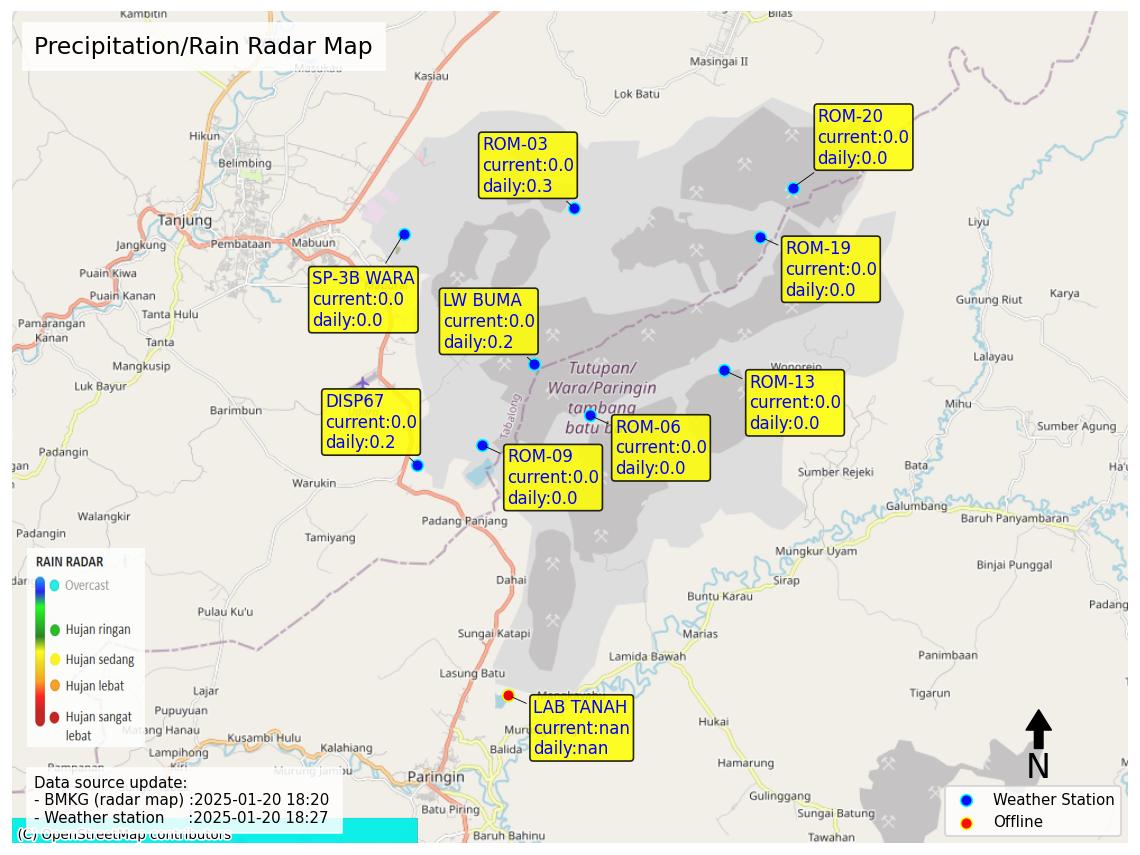 Kambitin
Bilas
Precipitation/Rain Radar Map
Masukau
Kasiau
Masingai II
Lok Batu
ROM-20
current:0.0
daily:0.0
Hikun
ROM-03
current:0.0
daily:0.3
Belimbing
Tanjung
Liyu
Jangkung
Pembataan
Mabuun
ROM-19
current:0.0
daily:0.0
Puain Kiwa
SP-3B WARA
current:0.0
daily:0.0
Puain Kanan
LW BUMA
current:0.0
daily:0.2
Gunung Riut
Karya
Tanta Hulu
Pamarangan
Kanan
Tanta
Mangkusip
Lalayau
Tutupan/
Wara/Paringin
tambang
batu b
Wonorejo
ROM-13
current:0.0
daily:0.0
Luk Bayur
Barimbun
DISP67
current:0.0
daily:0.2
Tabalong
ROM-06
current:0.0
daily:0.0
Mihu
Sumber Agung
Padangin
gan
ROM-09
current:0.0
daily:0.0
Bata
Sumber Rejeki
Warukin
Galumbang
Walangkir
Padang Panjang
Baruh Panyambaran
Padangin
Tamiyang
Mungkur Uyam
RAIN RADAR
Overcast
Hujan ringan
Hujan sedang
Hujan lebat
Hujan sangat
lebat
Binjai Punggal
Dahai
Sirap
Buntu Karau
Padang
Pulau Ku'u
Sungai Katapi
Marias
Lamida Bawah
Panimbaan
Lasung Batu
Lajar
Tigarun
LAB TANAH
current:nan
daily:nan
Pupuyuan
Hukai
Matang Hanau
Kusambi Hulu
Kalahiang
Balida
Lampihong
Hamarung
N
Murung Jambu
Paringin
Data source update:
- BMKG (radar map) :2025-01-20 18:20
- Weather station :2025-01-20 18:27
Gulinggang
Weather Station
Offline
Batu Piring
Sungai Batung
(C) OpenStreetMap contributors
Baruh Bahinu
Tawahan